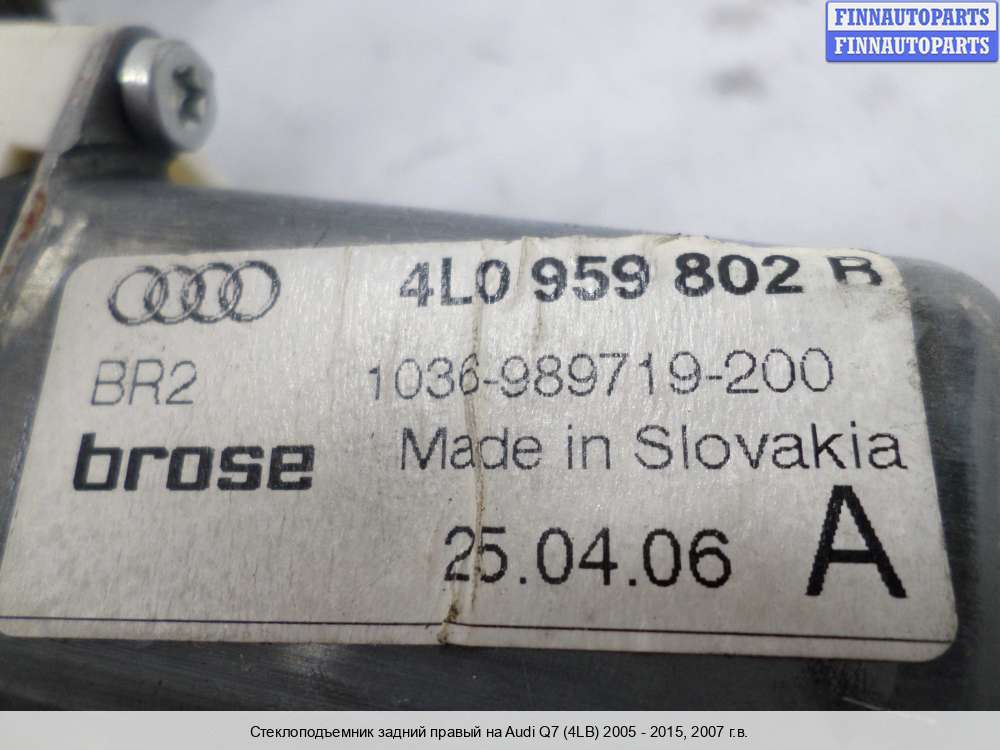 FINNAUTOPARTS
FINNAUTOPARTS
4L0 959 802 B
BR2 1036-989719-200
brose Made in Slovakia
25.04.06 A
Стеклоподъемник задний правый на Audi Q7 (4LB) 2005 - 2015, 2007 г.в.